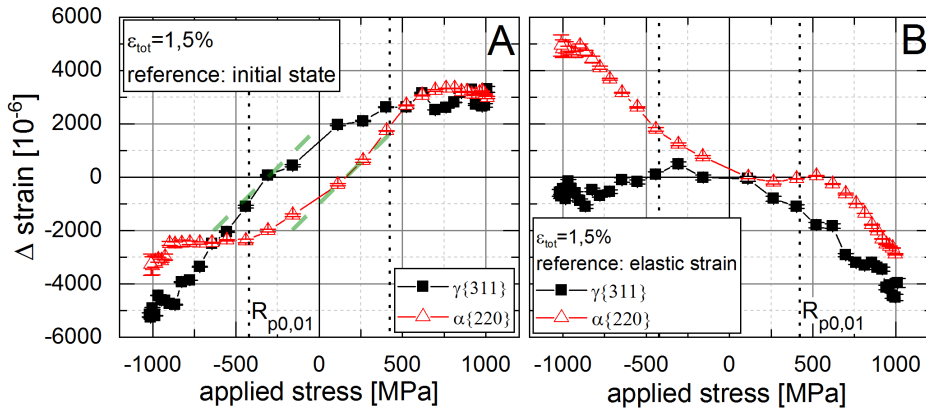 A
B
ε_tot=1,5%
reference: initial state
γ{311}
α{220}
R_p0,01
ε_tot=1,5%
reference: elastic strain
γ{311}
α{220}
R_p0,01
6000
4000
2000
0
-2000
-4000
-6000
Δ strain [10^-6]
-1000 -500 0 500 1000
-1000 -500 0 500 1000
applied stress [MPa]
applied stress [MPa]